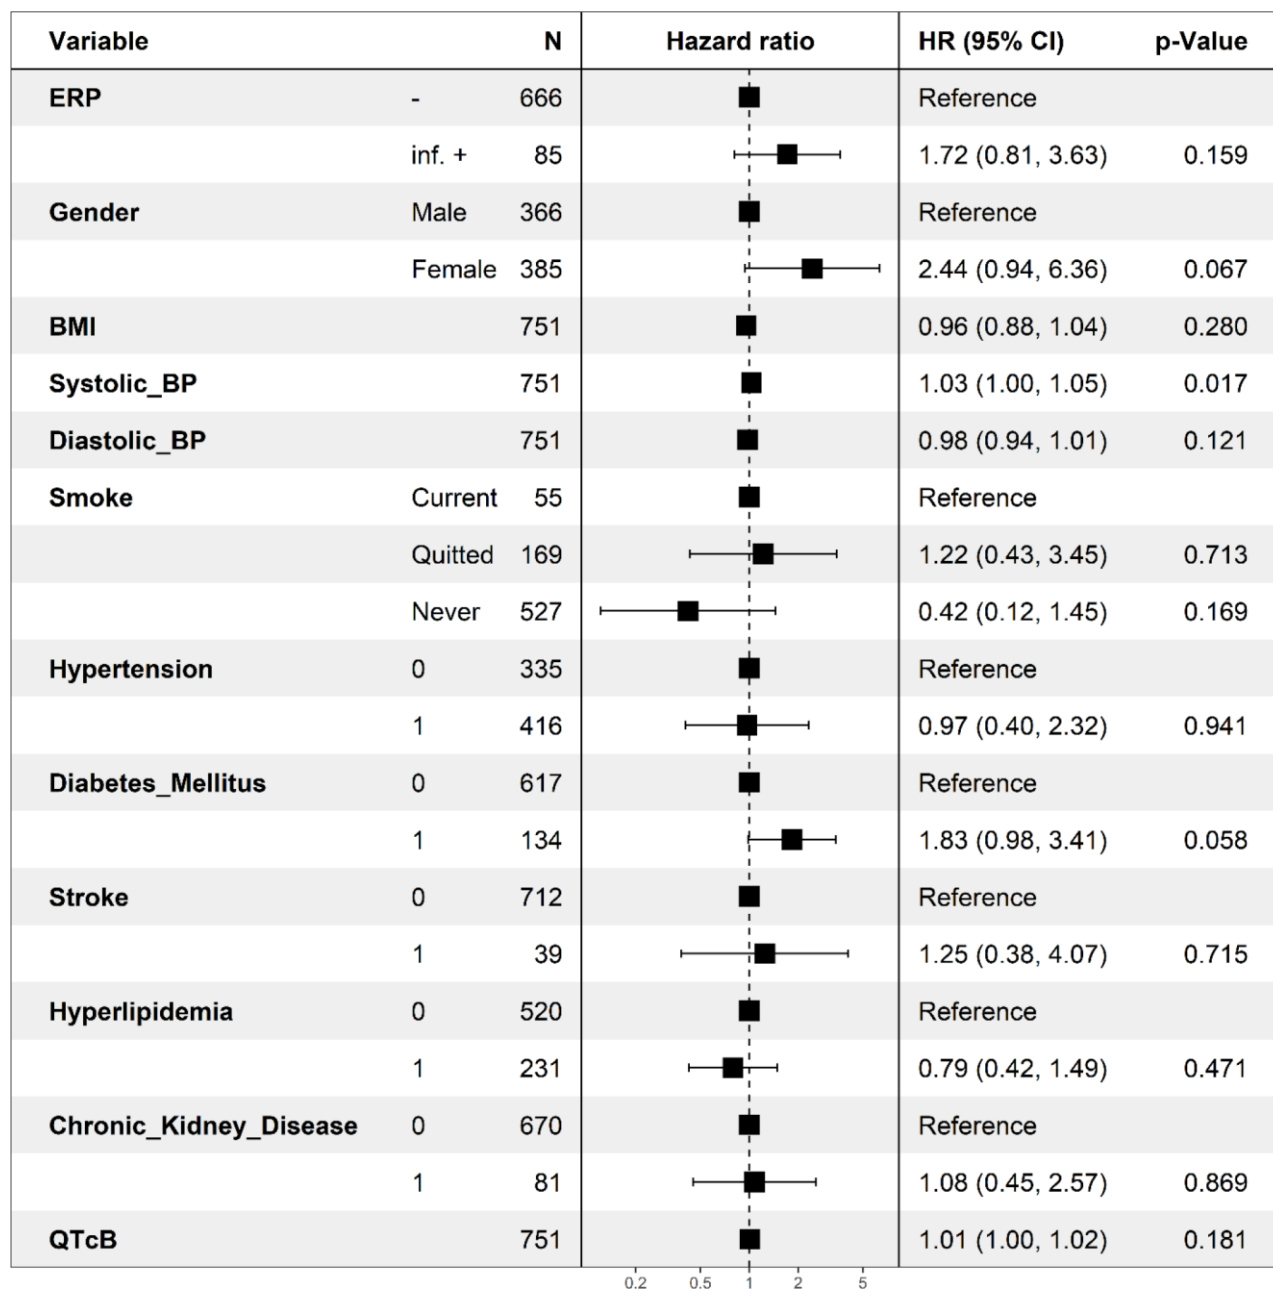 Variable N Hazard ratio HR (95% CI) p-Value
ERP - 666 Reference
inf. + 85 1.72 (0.81, 3.63) 0.159
Gender Male 366 Reference
Female 385 2.44 (0.94, 6.36) 0.067
BMI 751 0.96 (0.88, 1.04) 0.280
Systolic_BP 751 1.03 (1.00, 1.05) 0.017
Diastolic_BP 751 0.98 (0.94, 1.01) 0.121
Smoke Current 55 Reference
Quitted 169 1.22 (0.43, 3.45) 0.713
Never 527 0.42 (0.12, 1.45) 0.169
Hypertension 0 335 Reference
1 416 0.97 (0.40, 2.32) 0.941
Diabetes_Mellitus 0 617 Reference
1 134 1.83 (0.98, 3.41) 0.058
Stroke 0 712 Reference
1 39 1.25 (0.38, 4.07) 0.715
Hyperlipidemia 0 520 Reference
1 231 0.79 (0.42, 1.49) 0.471
Chronic_Kidney_Disease 0 670 Reference
1 81 1.08 (0.45, 2.57) 0.869
QTcB 751 1.01 (1.00, 1.02) 0.181
0.2 0.5 1 2 5